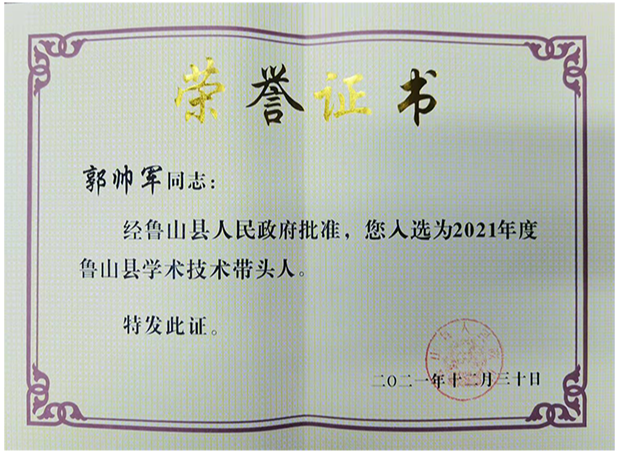 荣誉证书
郭帅军同志：
经鲁山县人民政府批准，您入选为2021年度
鲁山县学术技术带头人。
特发此证。
二〇二一年十二月三十日